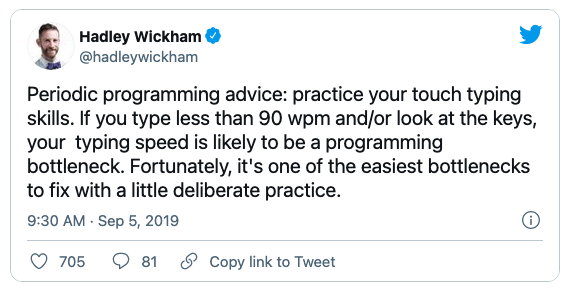 Hadley Wickham
@hadleywickham
Periodic programming advice: practice your touch typing
skills. If you type less than 90 wpm and/or look at the keys,
your  typing speed is likely to be a programming
bottleneck. Fortunately, it's one of the easiest bottlenecks
to fix with a little deliberate practice.
9:30 AM · Sep 5, 2019
705 81 Copy link to Tweet